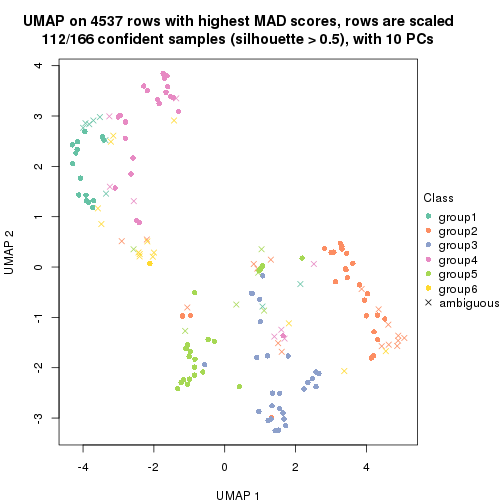 UMAP on 4537 rows with highest MAD scores, rows are scaled
112/166 confident samples (silhouette > 0.5), with 10 PCs
4
3
2
1
0
-1
-2
-3
UMAP 2
-4
-2
0
2
4
UMAP 1
Class
group1
group2
group3
group4
group5
group6
ambiguous